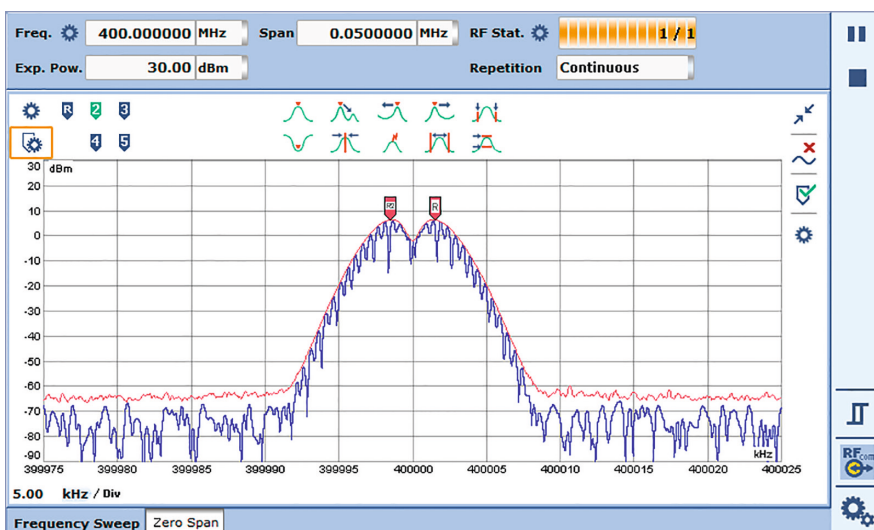 Freq. 400.000000 MHz Span 0.0500000 MHz RF Stat. 1 / 1
Exp. Pow. 30.00 dBm Repetition Continuous
R 2 3
4 5
30 dBm
20
10
R2 R
0
-10
-20
-30
-40
-50
-60
-70
-80
-90 kHz
399975 399980 399985 399990 399995 400000 400005 400010 400015 400020 400025
5.00 kHz / Div
RFcom
Frequency Sweep Zero Span